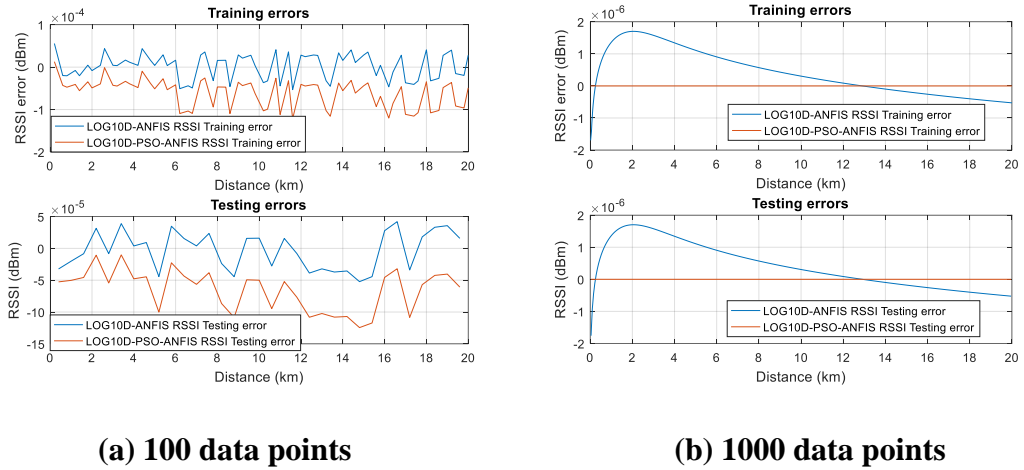 Training errors
×10-4
RSSI error (dBm)
1
0
-1
-2
LOG10D-ANFIS RSSI Training error
LOG10D-PSO-ANFIS RSSI Training error
0 2 4 6 8 10 12 14 16 18 20
Distance (km)
Testing errors
×10-5
RSSI (dBm)
5
0
-5
-10
-15
LOG10D-ANFIS RSSI Testing error
LOG10D-PSO-ANFIS RSSI Testing error
0 2 4 6 8 10 12 14 16 18 20
Distance (km)
(a) 100 data points
Training errors
×10-6
RSSI error (dBm)
2
1
0
-1
-2
LOG10D-ANFIS RSSI Training error
LOG10D-PSO-ANFIS RSSI Training error
0 2 4 6 8 10 12 14 16 18 20
Distance (km)
Testing errors
×10-6
RSSI (dBm)
2
1
0
-1
-2
LOG10D-ANFIS RSSI Testing error
LOG10D-PSO-ANFIS RSSI Testing error
0 2 4 6 8 10 12 14 16 18 20
Distance (km)
(b) 1000 data points